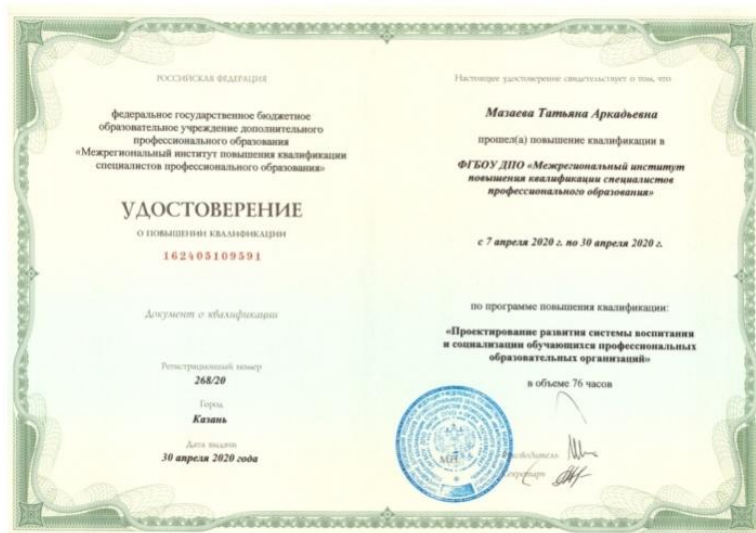 РОССИЙСКАЯ ФЕДЕРАЦИЯ
федеральное государственное бюджетное
образовательное учреждение дополнительного
профессионального образования
«Межрегиональный институт повышения квалификации
специалистов профессионального образования»
УДОСТОВЕРЕНИЕ
О ПОВЫШЕНИИ КВАЛИФИКАЦИИ
162405109591
Документ о квалификации
Регистрационный номер
268/20
Город
Казань
Дата выдачи
30 апреля 2020 года
Настоящее удостоверение свидетельствует о том, что
Мазаева Татьяна Аркадьевна
прошел(а) повышение квалификации в
ФГБОУ ДПО «Межрегиональный институт
повышения квалификации специалистов
профессионального образования»
с 7 апреля 2020 г. по 30 апреля 2020 г.
по программе повышения квалификации:
«Проектирование развития системы воспитания
и социализации обучающихся профессиональных
образовательных организаций»
в объеме 76 часов
Руководитель
Секретарь